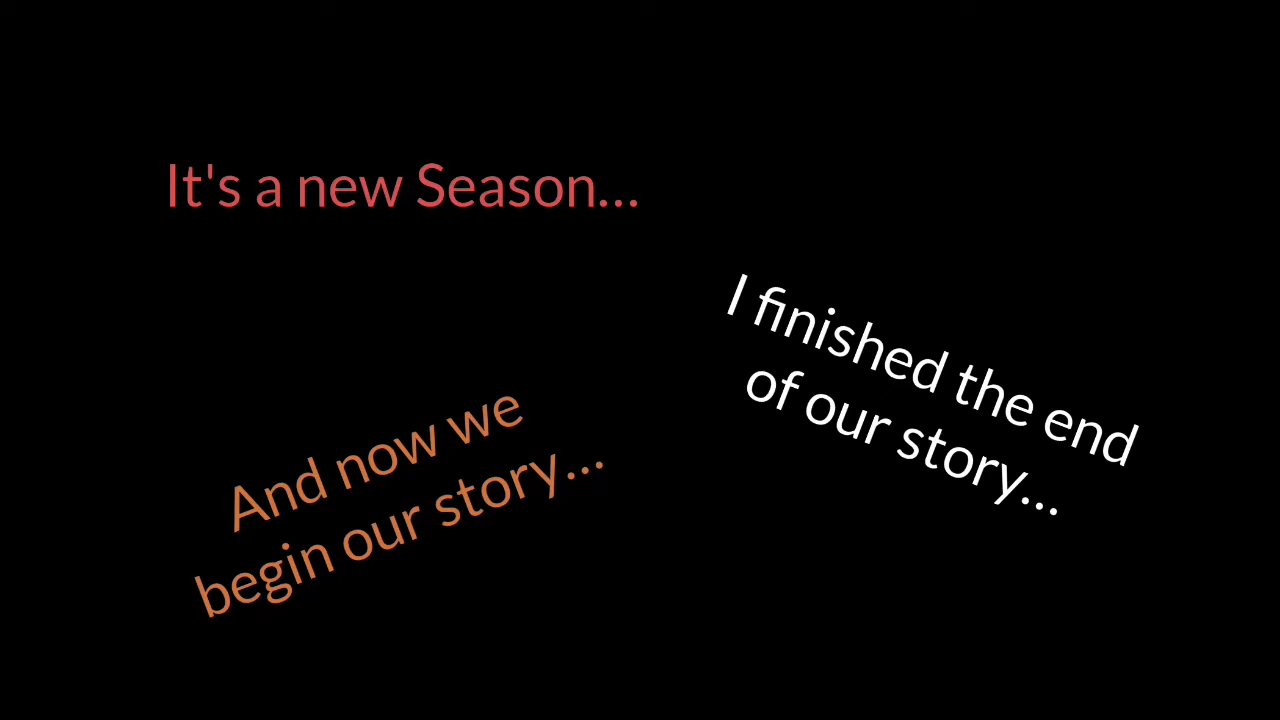 It's a new Season...
I finished the end
of our story...
And now we
begin our story...